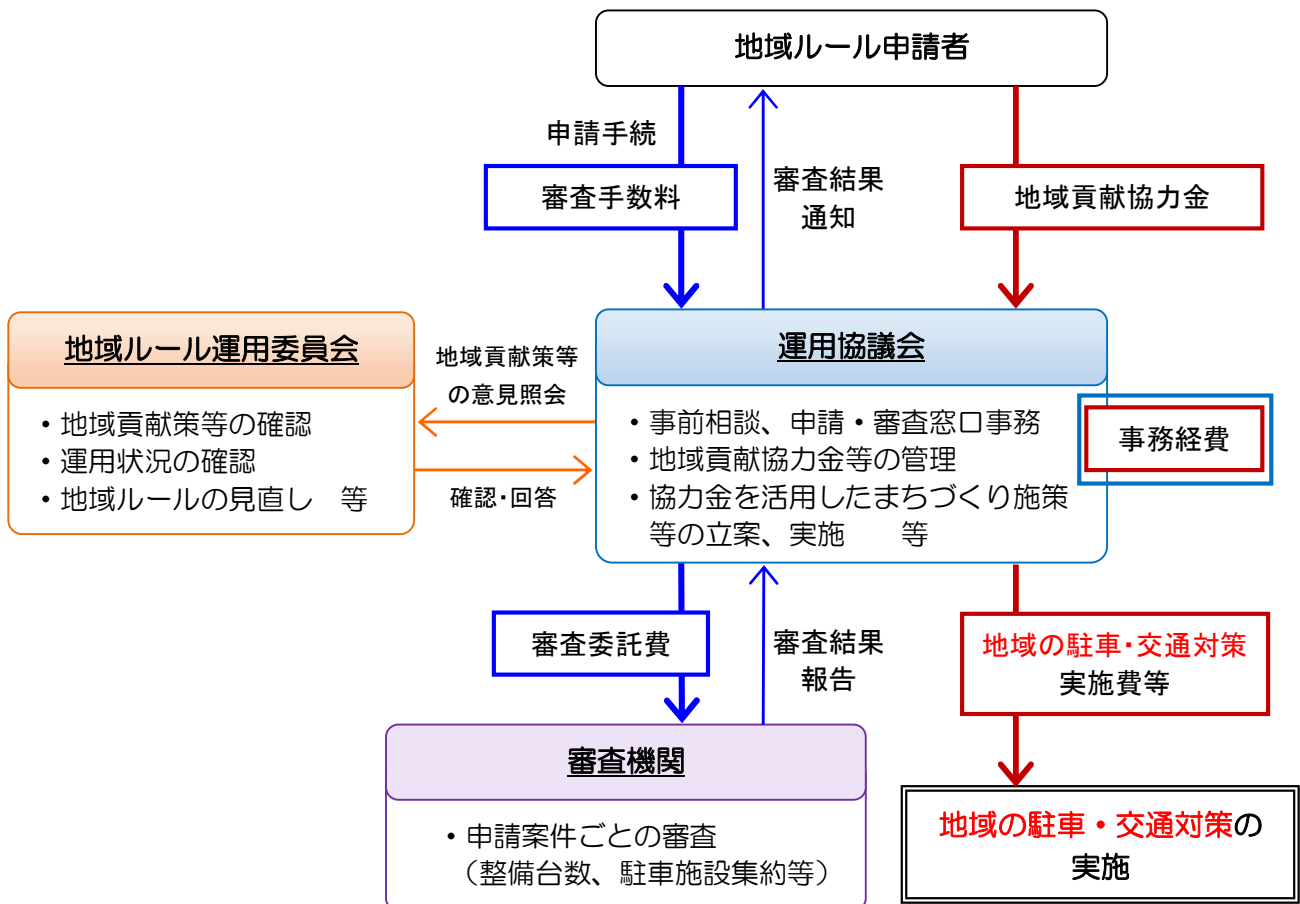 地域ルール申請者
申請手続
審査手数料
審査結果
通知
地域貢献協力金
地域ルール運用委員会
・地域貢献策等の確認
・運用状況の確認
・地域ルールの見直し　等
地域貢献策等
の意見照会
確認・回答
運用協議会
・事前相談、申請・審査窓口事務
・地域貢献協力金等の管理
・協力金を活用したまちづくり施策
等の立案、実施　　等
事務経費
審査委託費
審査結果
報告
地域の駐車・交通対策
実施費等
審査機関
・申請案件ごとの審査
（整備台数、駐車施設集約等）
地域の駐車・交通対策の
実施